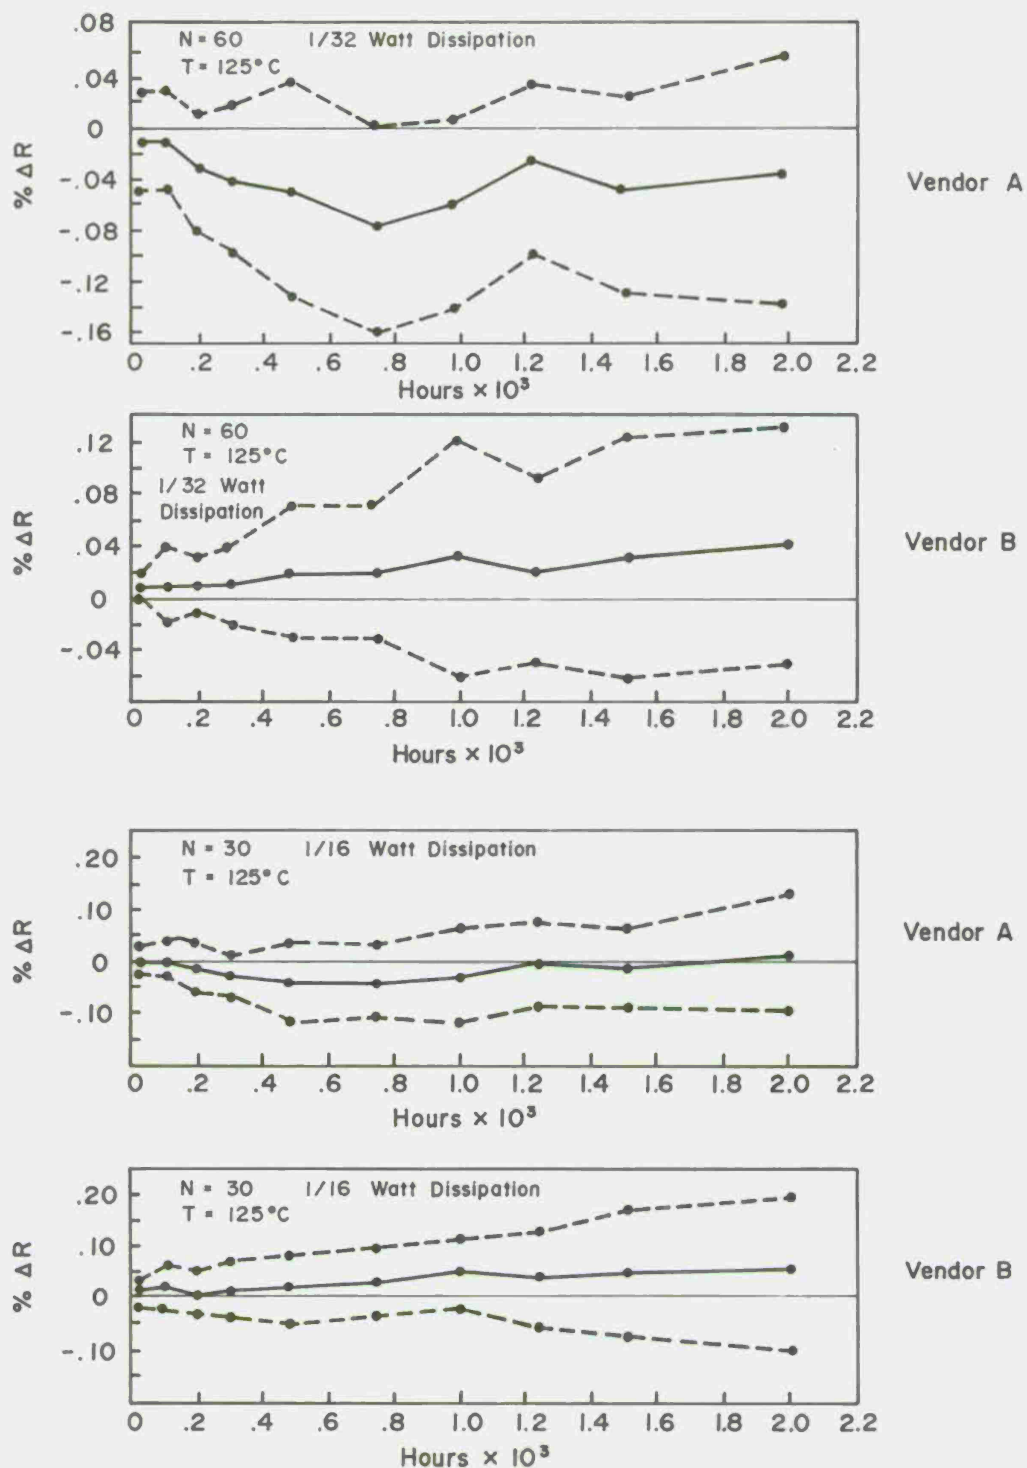 .08
N = 60 1/32 Watt Dissipation
T = 125°C
.04
0
-.04
-.08
-.12
-.16
% ΔR
Vendor A
0 .2 .4 .6 .8 1.0 1.2 1.4 1.6 1.8 2.0 2.2
Hours × 10³
N = 60
T = 125°C
1/32 Watt
Dissipation
.12
.08
.04
0
-.04
% ΔR
Vendor B
0 .2 .4 .6 .8 1.0 1.2 1.4 1.6 1.8 2.0 2.2
Hours × 10³
N = 30 1/16 Watt Dissipation
T = 125°C
.20
.10
0
-.10
% ΔR
Vendor A
0 .2 .4 .6 .8 1.0 1.2 1.4 1.6 1.8 2.0 2.2
Hours × 10³
N = 30 1/16 Watt Dissipation
T = 125°C
.20
.10
0
-.10
% ΔR
Vendor B
0 .2 .4 .6 .8 1.0 1.2 1.4 1.6 1.8 2.0 2.2
Hours × 10³